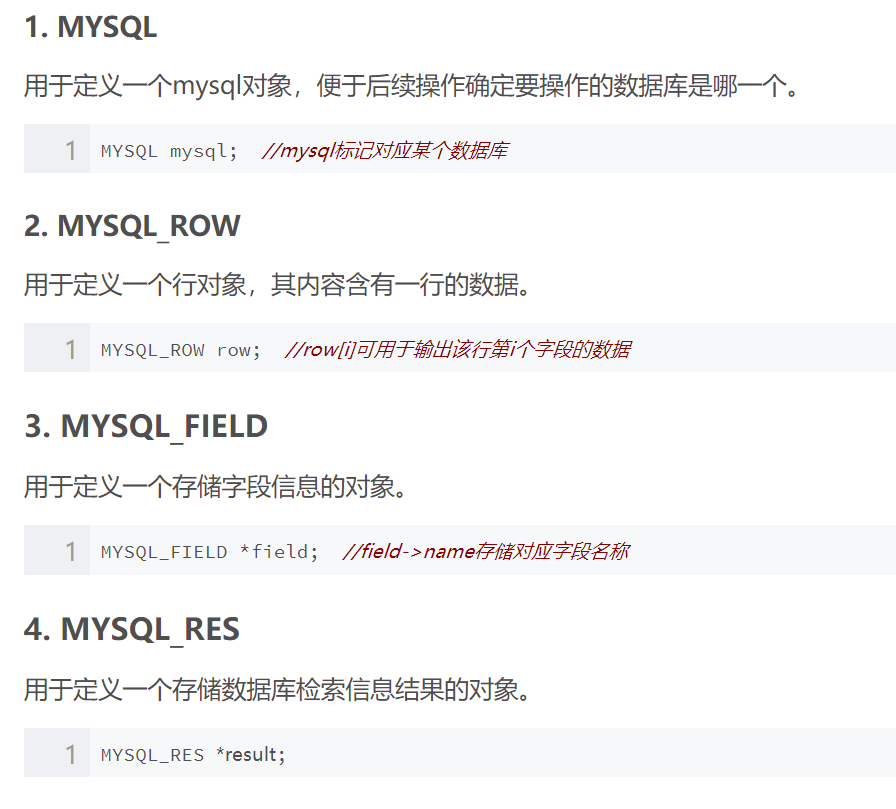 1. MYSQL
用于定义一个mysql对象，便于后续操作确定要操作的数据库是哪一个。
1 MYSQL mysql; //mysql标记对应某个数据库
2. MYSQL_ROW
用于定义一个行对象，其内容含有一行的数据。
1 MYSQL_ROW row; //row[i]可用于输出该行第i个字段的数据
3. MYSQL_FIELD
用于定义一个存储字段信息的对象。
1 MYSQL_FIELD *field; //field->name存储对应字段名称
4. MYSQL_RES
用于定义一个存储数据库检索信息结果的对象。
1 MYSQL_RES *result;